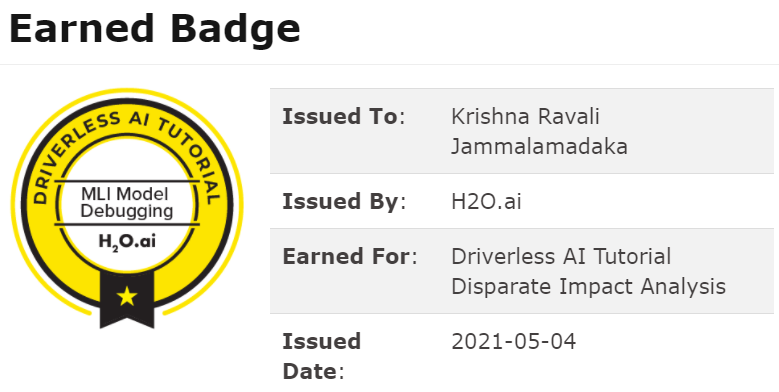 Earned Badge
DRIVERLESS AI TUTORIAL
MLI Model
Debugging
H2O.ai
Issued To: Krishna Ravali
Jammalamadaka
Issued By: H2O.ai
Earned For: Driverless AI Tutorial
Disparate Impact Analysis
Issued 2021-05-04
Date: